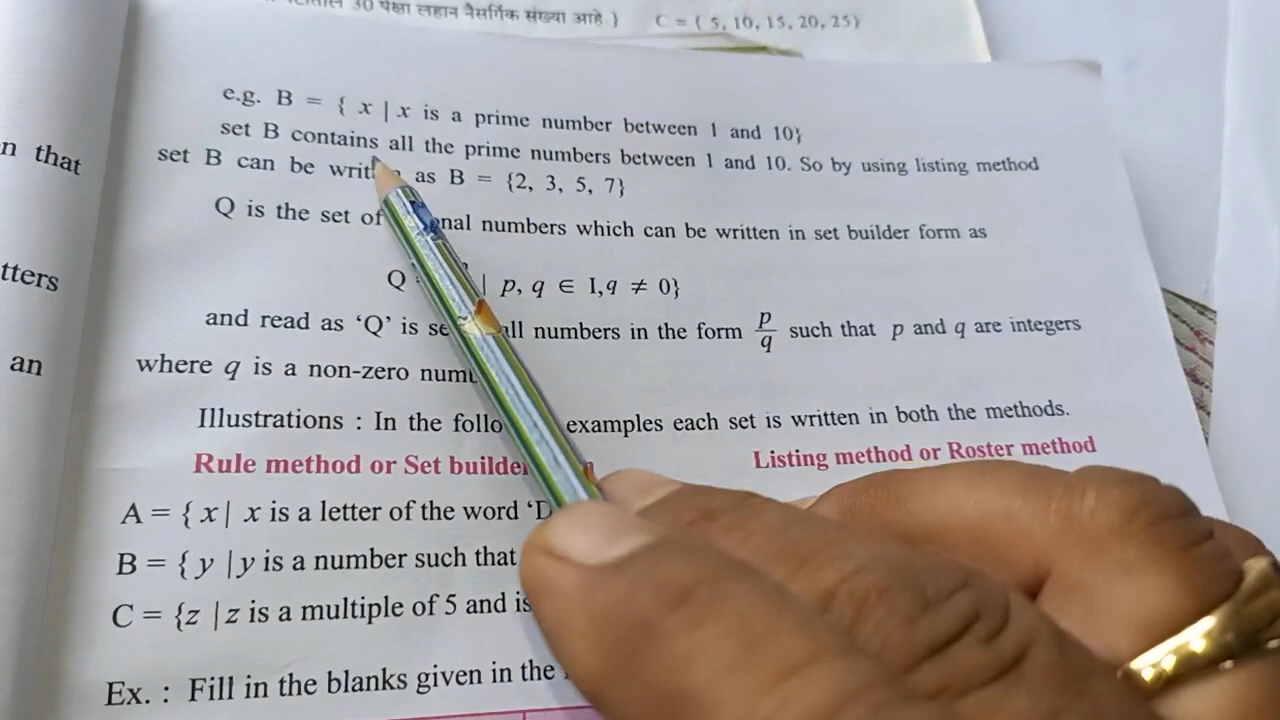 30 पेक्षा लहान नैसर्गिक संख्या आहे } C = { 5, 10, 15, 20, 25}
e.g. B = { x | x is a prime number between 1 and 10}
n that
set B contains all the prime numbers between 1 and 10. So by using listing method
set B can be as B = {2, 3, 5, 7}
Q is the set of numbers which can be written in set builder form as
tters
Q | p, q ∈ I, q ≠ 0}
and read as ‘Q’ is all numbers in the form p/q such that p and q are integers
an
where q is a non-zero
Illustrations : In the examples each set is written in both the methods.
Rule method or Set Listing method or Roster method
A = { x | x is a letter of the word
B = { y | y is a number such that
C = {z | z is a multiple of 5 and is
Ex. : Fill in the blanks given in the